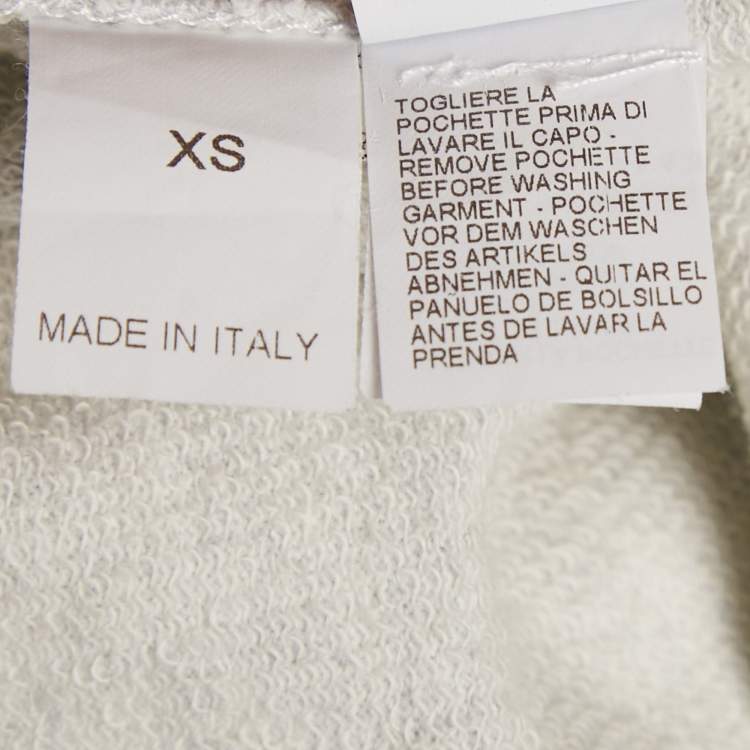 XS
MADE IN ITALY
TOGLIERE LA
POCHETTE PRIMA DI
LAVARE IL CAPO -
REMOVE POCHETTE
BEFORE WASHING
GARMENT - POCHETTE
VOR DEM WASCHEN
DES ARTIKELS
ABNEHMEN - QUITAR EL
PAÑUELO DE BOLSILLO
ANTES DE LAVAR LA
PRENDA